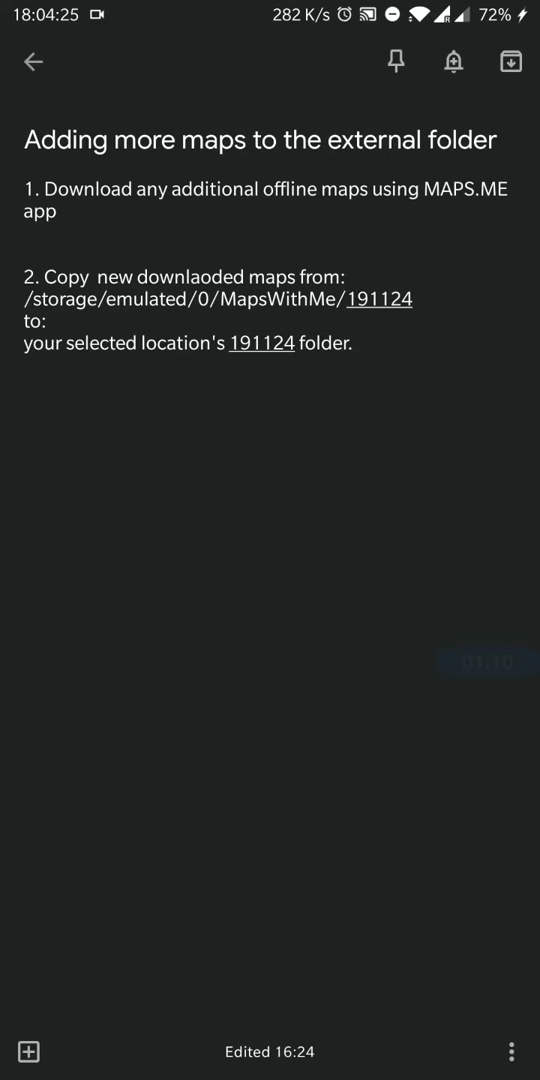 18:04:25 282 K/s 72%
Adding more maps to the external folder
1. Download any additional offline maps using MAPS.ME
app
2. Copy  new downlaoded maps from:
/storage/emulated/0/MapsWithMe/191124
to:
your selected location's 191124 folder.
01:10
Edited 16:24